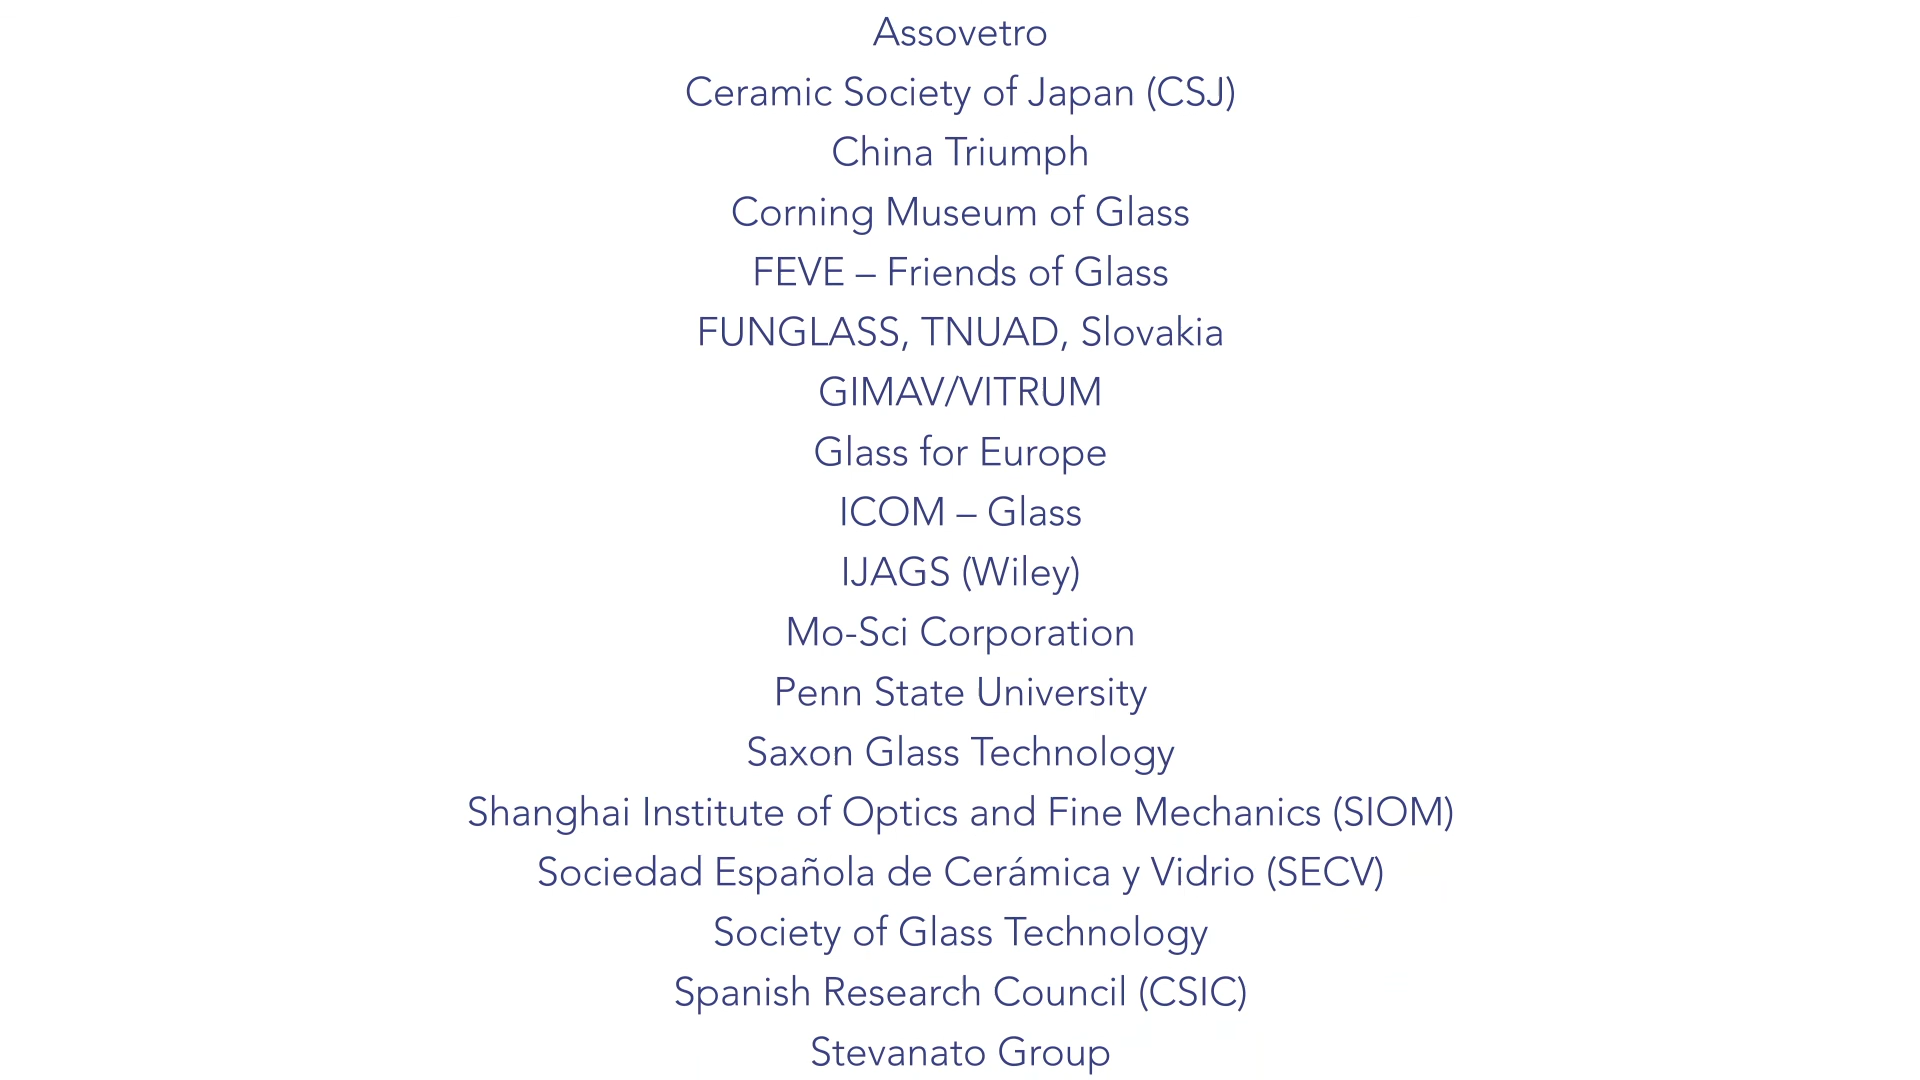 Assovetro
Ceramic Society of Japan (CSJ)
China Triumph
Corning Museum of Glass
FEVE – Friends of Glass
FUNGLASS, TNUAD, Slovakia
GIMAV/VITRUM
Glass for Europe
ICOM – Glass
IJAGS (Wiley)
Mo-Sci Corporation
Penn State University
Saxon Glass Technology
Shanghai Institute of Optics and Fine Mechanics (SIOM)
Sociedad Española de Cerámica y Vidrio (SECV)
Society of Glass Technology
Spanish Research Council (CSIC)
Stevanato Group